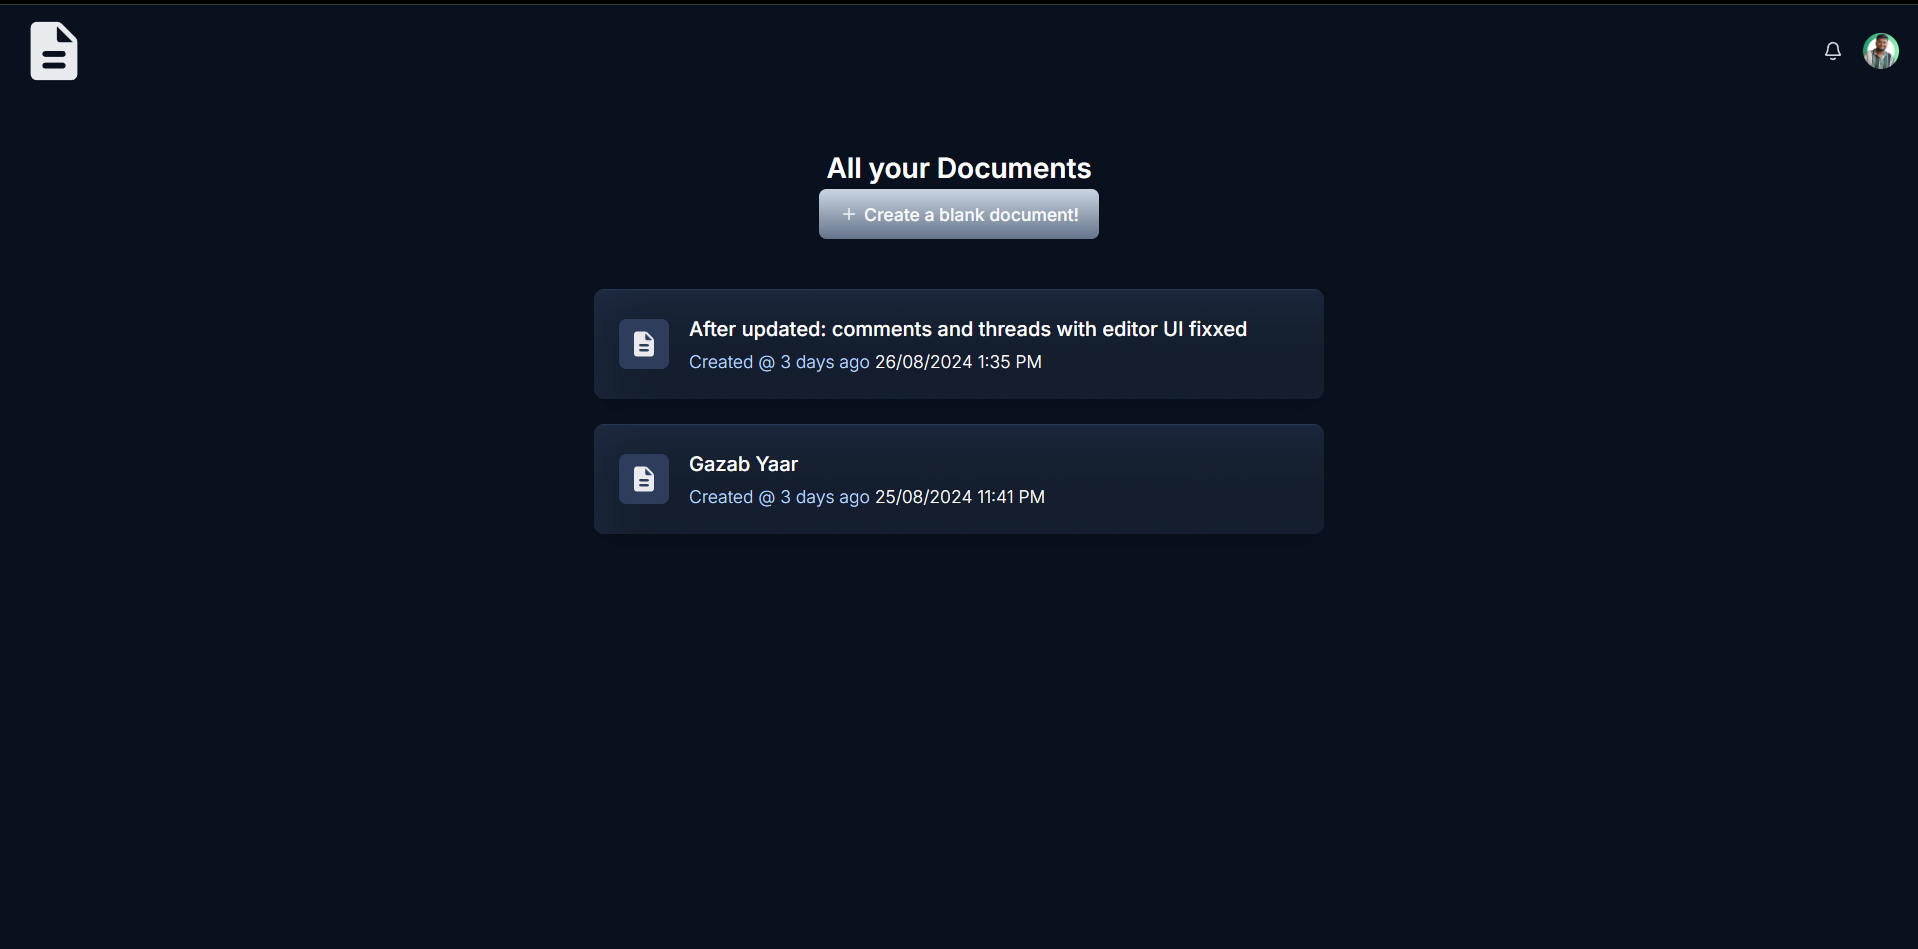 All your Documents
+ Create a blank document!
After updated: comments and threads with editor UI fixxed
Created @ 3 days ago 26/08/2024 1:35 PM
Gazab Yaar
Created @ 3 days ago 25/08/2024 11:41 PM